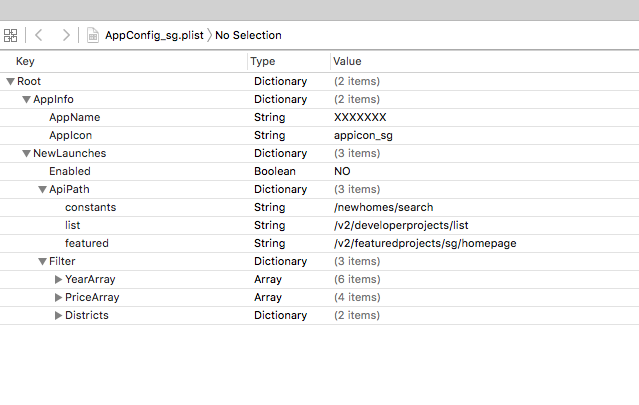 AppConfig_sg.plist No Selection
Key Type Value
Root Dictionary (2 items)
AppInfo Dictionary (2 items)
AppName String XXXXXXX
AppIcon String appicon_sg
NewLaunches Dictionary (3 items)
Enabled Boolean NO
ApiPath Dictionary (3 items)
constants String /newhomes/search
list String /v2/developerprojects/list
featured String /v2/featuredprojects/sg/homepage
Filter Dictionary (3 items)
YearArray Array (6 items)
PriceArray Array (4 items)
Districts Dictionary (2 items)